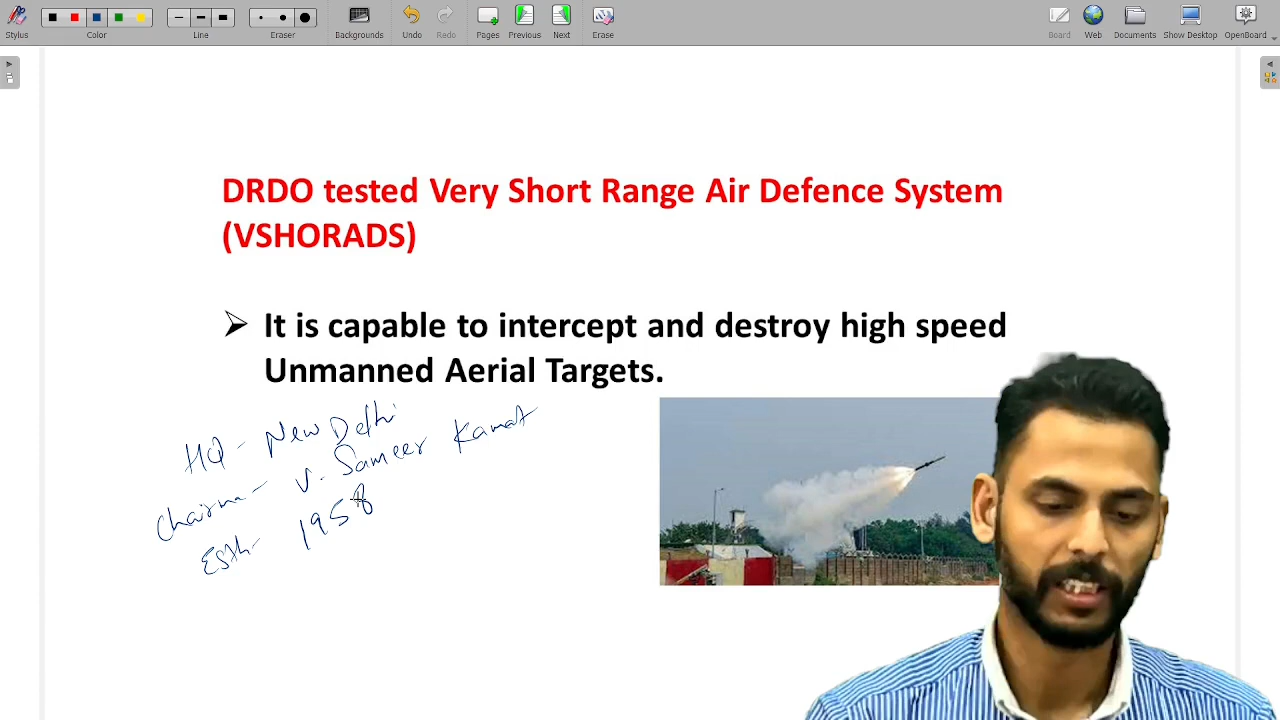 Stylus Color Line Eraser Backgrounds Undo Redo Pages Previous Next Erase Board Web Documents Show Desktop OpenBoard
DRDO tested Very Short Range Air Defence System
(VSHORADS)
➢ It is capable to intercept and destroy high speed
Unmanned Aerial Targets.
HQ - New Delhi
V. Sameer Kamat
1958